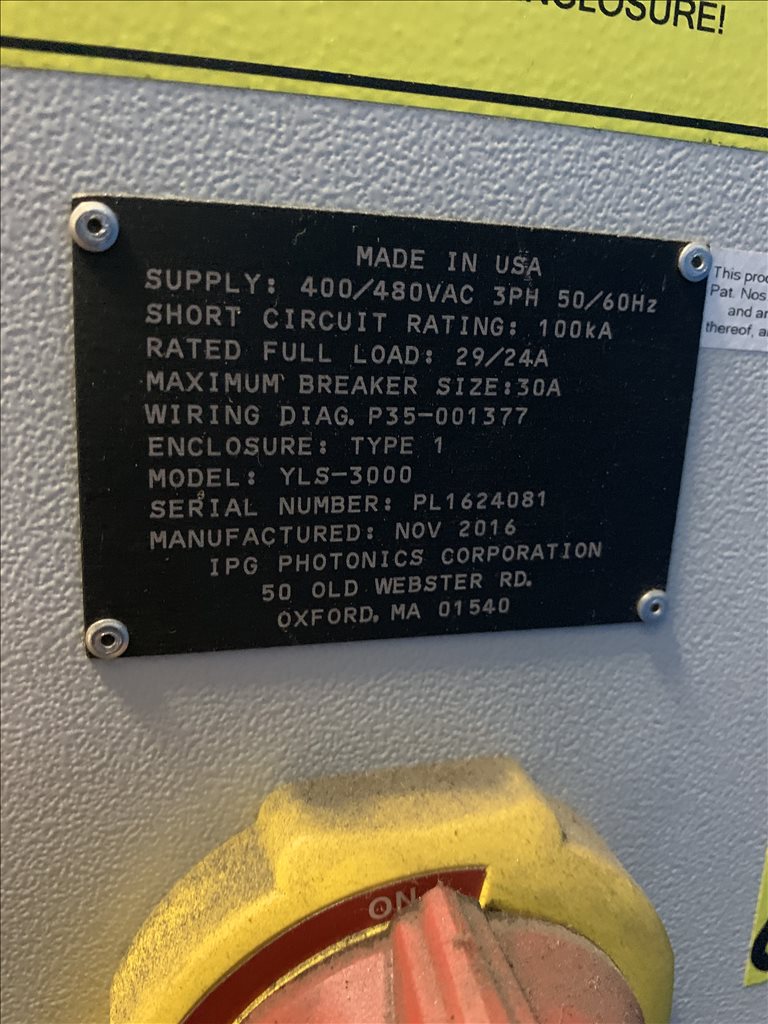 ENCLOSURE!
MADE IN USA
SUPPLY: 400/480VAC 3PH 50/60Hz
SHORT CIRCUIT RATING: 100kA
RATED FULL LOAD: 29/24A
MAXIMUM BREAKER SIZE:30A
WIRING DIAG. P35-001377
ENCLOSURE: TYPE 1
MODEL: YLS-3000
SERIAL NUMBER: PL1624081
MANUFACTURED: NOV 2016
IPG PHOTONICS CORPORATION
50 OLD WEBSTER RD.
OXFORD. MA 01540
This
Pat. Nos
and
thereof,
ON